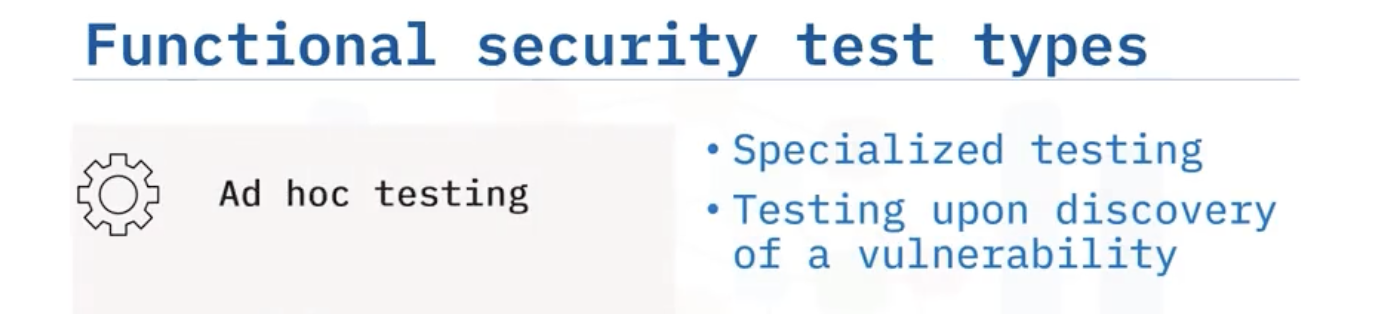 Functional security test types
Ad hoc testing
• Specialized testing
• Testing upon discovery
of a vulnerability